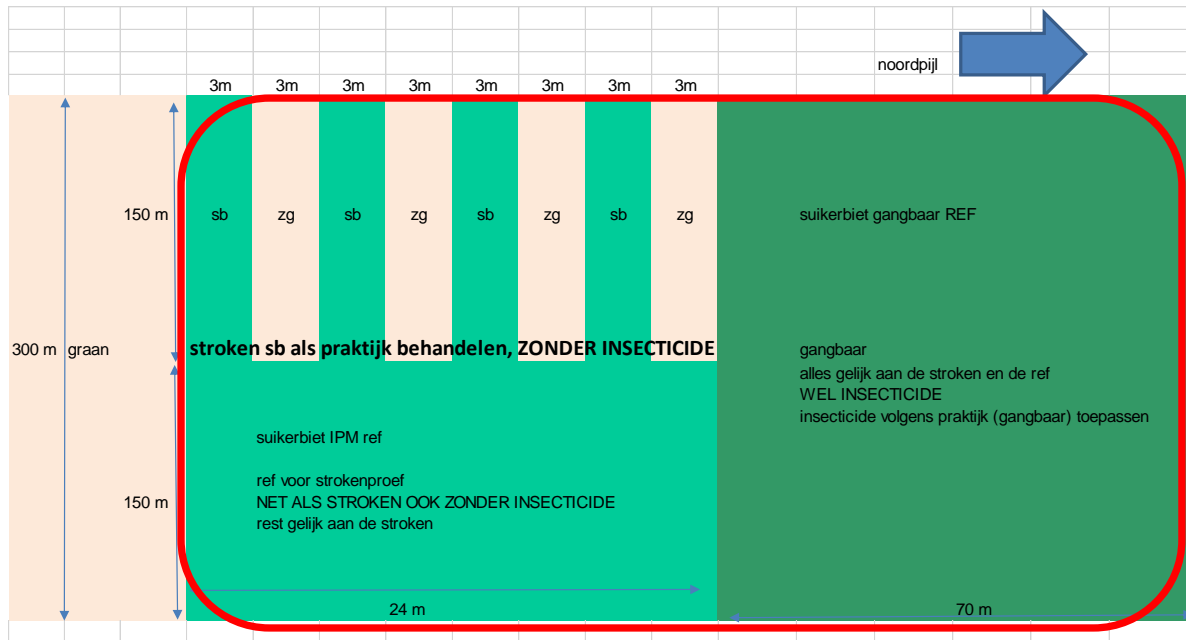 noordpijl
3m 3m 3m 3m 3m 3m 3m 3m
150 m sb zg sb zg sb zg sb zg suikerbiet gangbaar REF
300 m graan stroken sb als praktijk behandelen, ZONDER INSECTICIDE gangbaar
alles gelijk aan de stroken en de ref
WEL INSECTICIDE
insecticide volgens praktijk (gangbaar) toepassen
suikerbiet IPM ref
ref voor strokenproef
150 m NET ALS STROKEN OOK ZONDER INSECTICIDE
rest gelijk aan de stroken
24 m 70 m